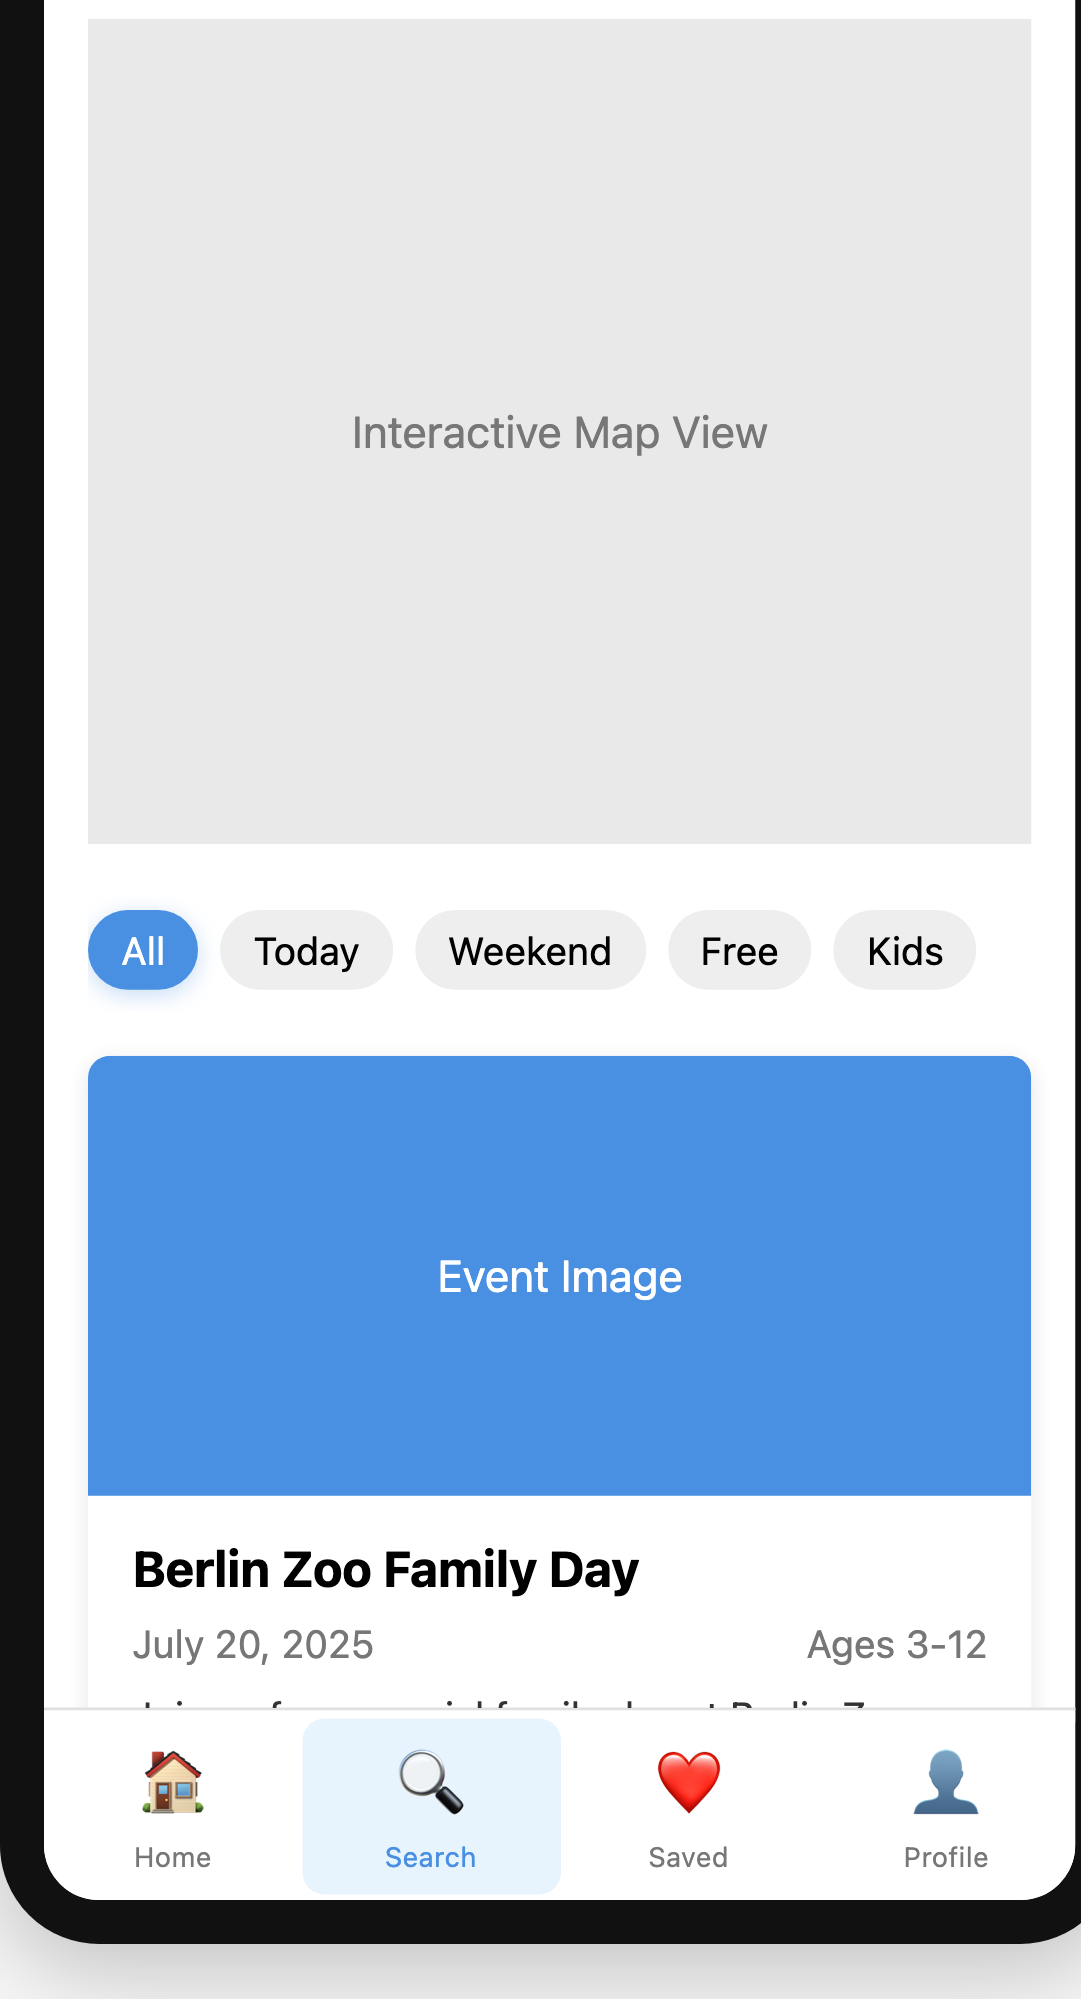 Interactive Map View
All Today Weekend Free Kids
Event Image
Berlin Zoo Family Day
July 20, 2025 Ages 3-12
Home Search Saved Profile